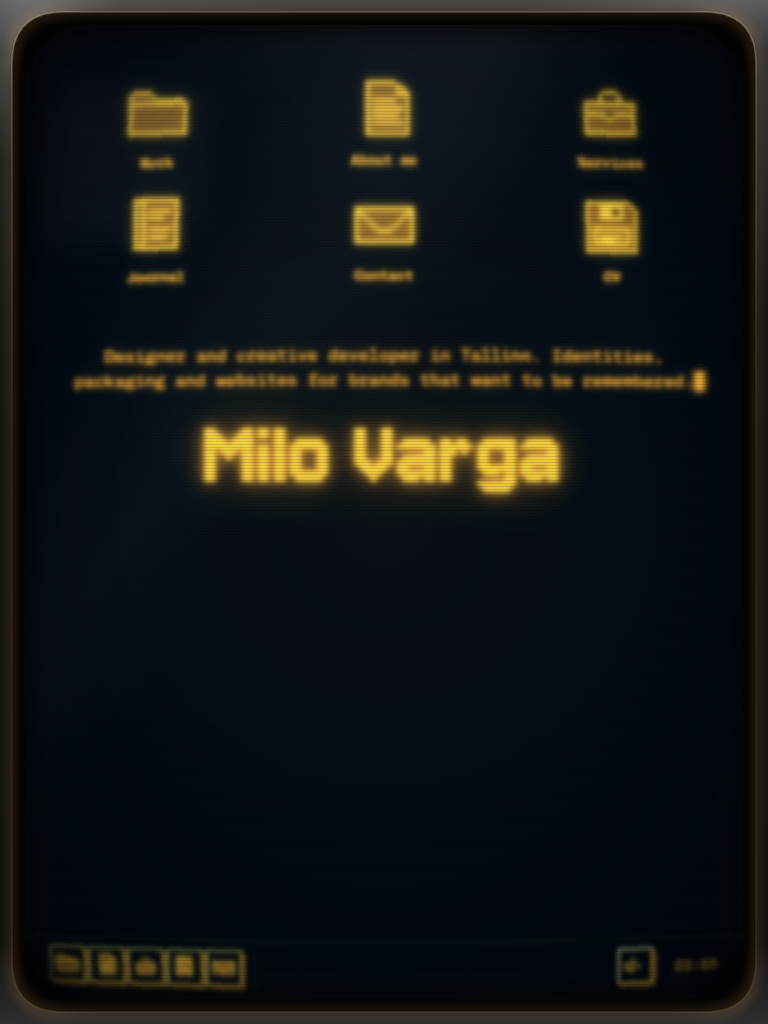 Work
About me
Services
Journal
Contact
CV
Designer and creative developer in Tallinn. Identities,
packaging and websites for brands that want to be remembered.
Milo Varga